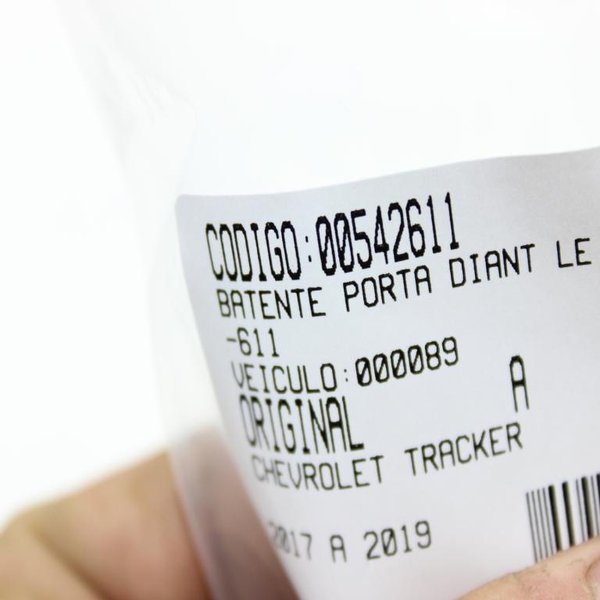 CODIGO:00542611
BATENTE PORTA DIANT LE
-611
VEICULO:000089
ORIGINAL A
CHEVROLET TRACKER
2017 A 2019